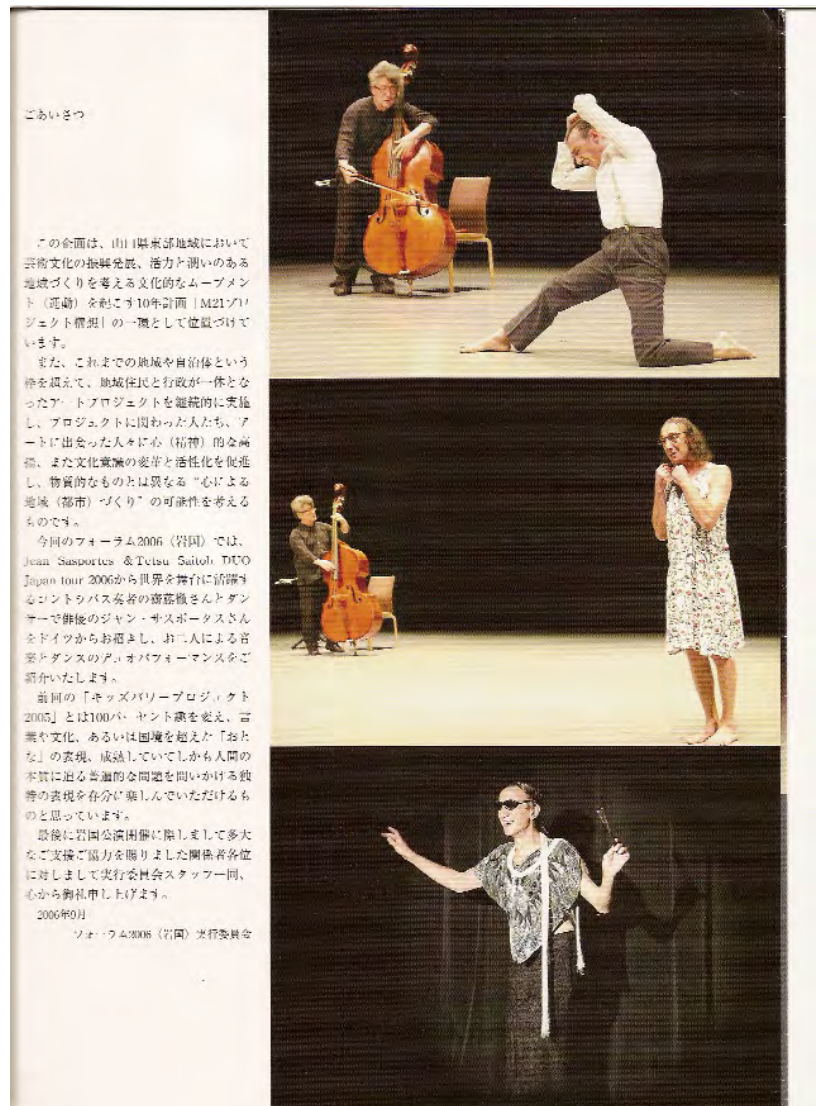 ごあいさつ
この企画は、山口県東部地域において
芸術文化の振興発展、活力と潤いのある
地域づくりを考える文化的なムーブメン
ト（運動）を起こす10年計画「M21プロ
ジェクト構想」の一環として位置づけて
います。
また、これまでの地域や自治体という
枠を超えて、地域住民と行政が一体とな
ったアートプロジェクトを継続的に実施
し、プロジェクトに関わった人たち、ア
ートに出会った人々に心（精神）的な高
揚、また文化意識の変革と活性化を促進
し、物質的なものとは異なる“心による
地域（都市）づくり”の可能性を考える
ものです。
今回のフォーラム2006（岩国）では、
Jean Sasportes &Tetsu Saitoh DUO
Japan tour 2006から世界を舞台に活躍す
るコントラバス奏者の齋藤徹さんとダン
サーで俳優のジャン・サスポータスさん
をドイツからお招きし、お二人による音
楽とダンスのデュオパフォーマンスをご
紹介いたします。
前回の「キッズパワープロジェクト
2005」とは100パーセント趣を変え、言
葉や文化、あるいは国境を超えた「おと
な」の表現、成熟していてしかも人間の
本質に迫る普遍的な問題を問いかける独
特の表現を存分に楽しんでいただけるも
のと思っています。
最後に岩国公演開催に際しまして多大
なご支援ご協力を賜りました関係者各位
に対しまして実行委員会スタッフ一同、
心から御礼申し上げます。
2006年9月
フォーラム2006（岩国）実行委員会